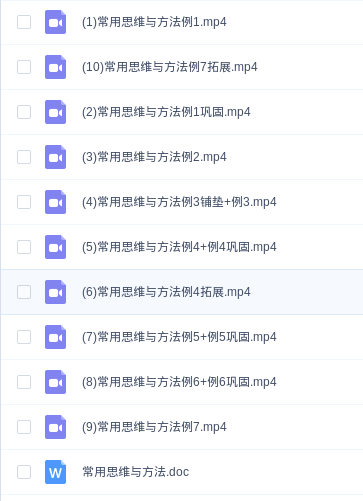 (1)常用思维与方法例1.mp4
(10)常用思维与方法例7拓展.mp4
(2)常用思维与方法例1巩固.mp4
(3)常用思维与方法例2.mp4
(4)常用思维与方法例3铺垫+例3.mp4
(5)常用思维与方法例4+例4巩固.mp4
(6)常用思维与方法例4拓展.mp4
(7)常用思维与方法例5+例5巩固.mp4
(8)常用思维与方法例6+例6巩固.mp4
(9)常用思维与方法例7.mp4
W 常用思维与方法.doc